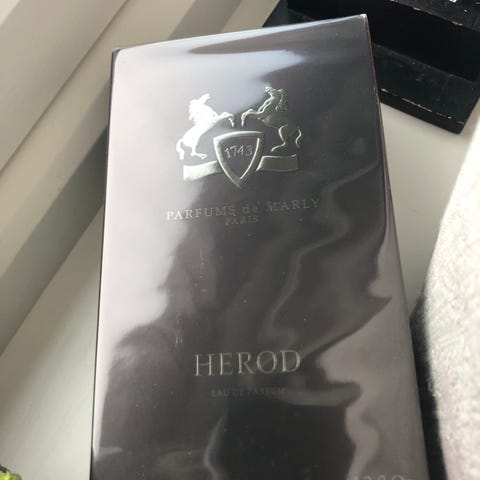 1743
PARFUMS de MARLY
PARIS
HEROD
EAU DE PARFUM